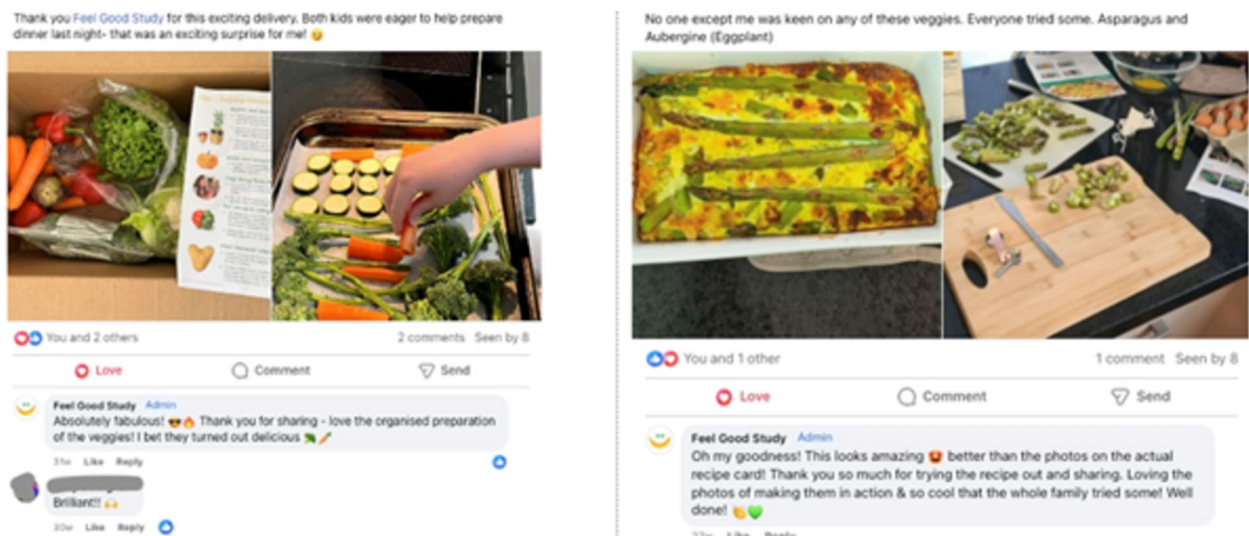 Thank you Feel Good Study for this exciting delivery. Both kids were eager to help prepare
dinner last night- that was an exciting surprise for me! 🤣
You and 2 others
2 comments Seen by 8
Love Comment Send
Feel Good Study Admin
Absolutely fabulous! 😎🔥 Thank you for sharing - love the organised preparation
of the veggies! I bet they turned out delicious 🥦🥕
31w Like Reply
Brilliant!! 🙌
30w Like Reply
No one except me was keen on any of these veggies. Everyone tried some. Asparagus and
Aubergine (Eggplant)
You and 1 other
1 comment Seen by 8
Love Comment Send
Feel Good Study Admin
Oh my goodness! This looks amazing 🤩 better than the photos on the actual
recipe card! Thank you so much for trying the recipe out and sharing. Loving the
photos of making them in action & so cool that the whole family tried some! Well
done! 👏💚
Like Reply